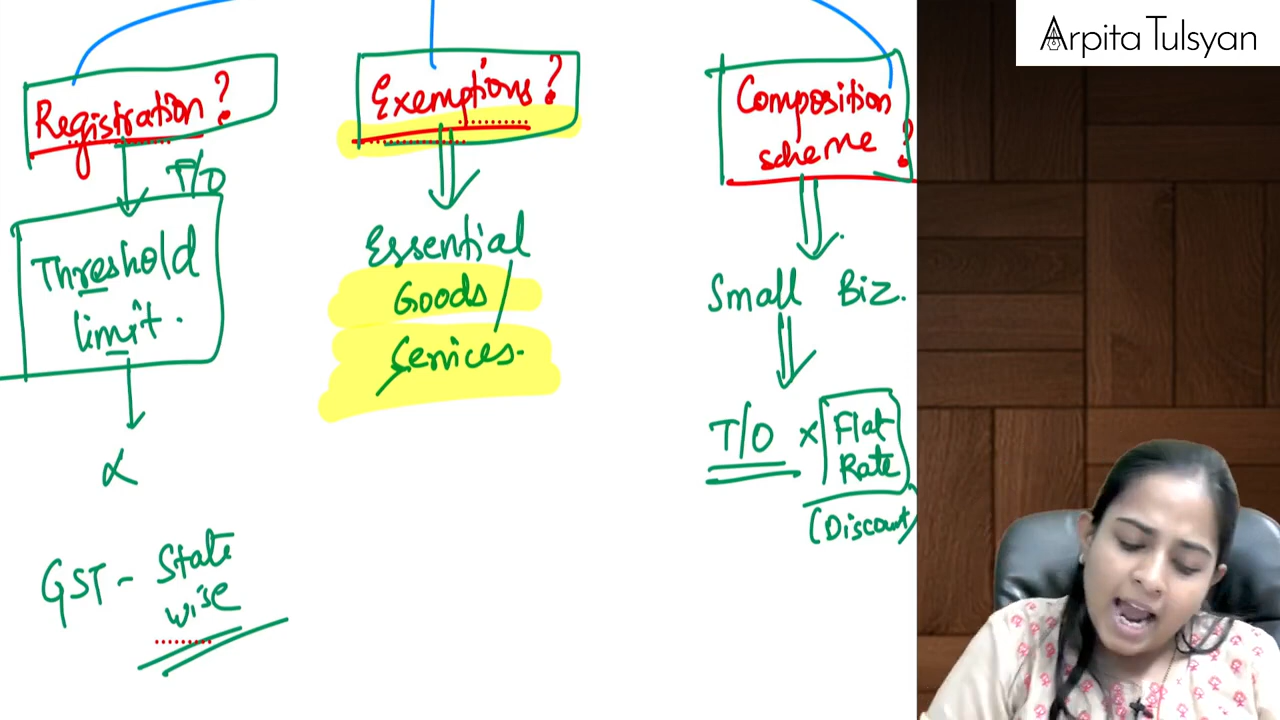 Arpita Tulsyan
Registration?
T/O
Threshold
limit.
GST - State
wise
Exemptions?
Essential
Goods
Services.
Composition
scheme?
Small Biz.
T/O × Flat
Rate
(Discount)